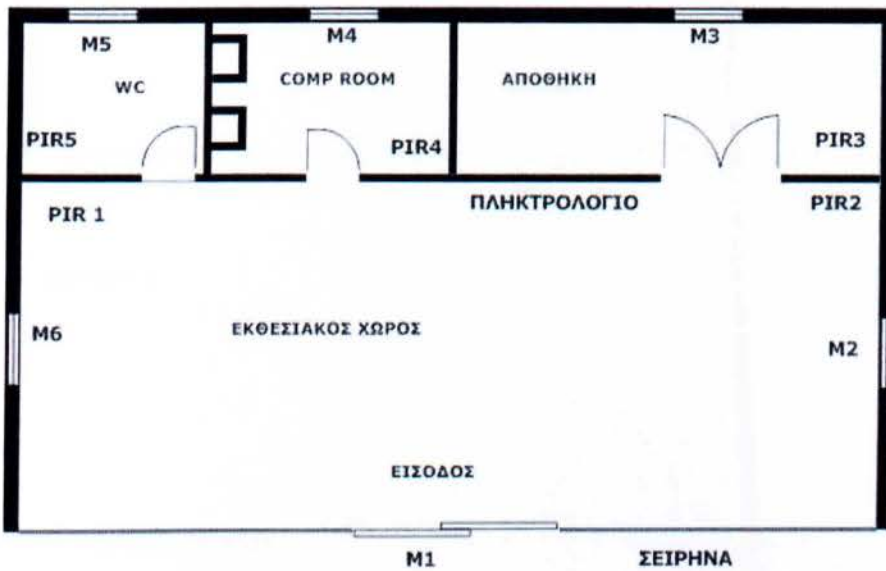 M5
M4
M3
WC
COMP ROOM
ΑΠΟΘΗΚΗ
PIR5
PIR4
PIR3
PIR 1
ΠΛΗΚΤΡΟΛΟΓΙΟ
PIR2
M6
ΕΚΘΕΣΙΑΚΟΣ ΧΩΡΟΣ
M2
ΕΙΣΟΔΟΣ
M1
ΣΕΙΡΗΝΑ